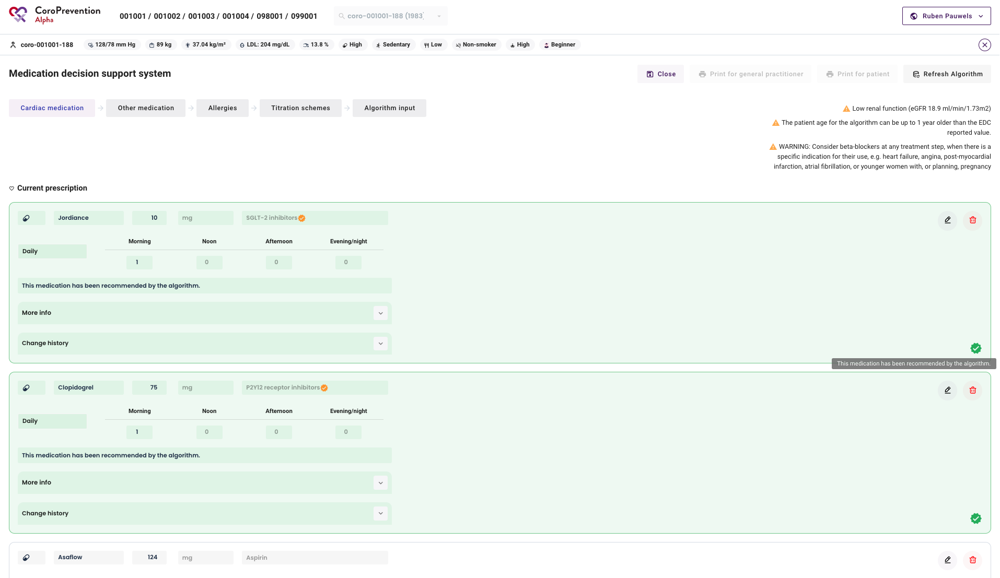 CoroPrevention
Alpha
001001 / 001002 / 001003 / 001004 / 098001 / 099001
coro-001001-188 (1983)
Ruben Pauwels
coro-001001-188
128/78 mm Hg
89 kg
37.04 kg/m²
LDL: 204 mg/dL
13.8 %
High
Sedentary
Low
Non-smoker
High
Beginner
Medication decision support system
Close
Print for general practitioner
Print for patient
Refresh Algorithm
Cardiac medication
Other medication
Allergies
Titration schemes
Algorithm input
Low renal function (eGFR 18.9 ml/min/1.73m2)
The patient age for the algorithm can be up to 1 year older than the EDC
reported value.
WARNING: Consider beta-blockers at any treatment step, when there is a
specific indication for their use, e.g. heart failure, angina, post-myocardial
infarction, atrial fibrillation, or younger women with, or planning, pregnancy
Current prescription
Jordiance
10
mg
SGLT-2 inhibitors
Morning
Noon
Afternoon
Evening/night
Daily
1
0
0
0
This medication has been recommended by the algorithm.
More info
Change history
This medication has been recommended by the algorithm.
Clopidogrel
75
mg
P2Y12 receptor inhibitors
Morning
Noon
Afternoon
Evening/night
Daily
1
0
0
0
This medication has been recommended by the algorithm.
More info
Change history
Asaflow
124
mg
Aspirin